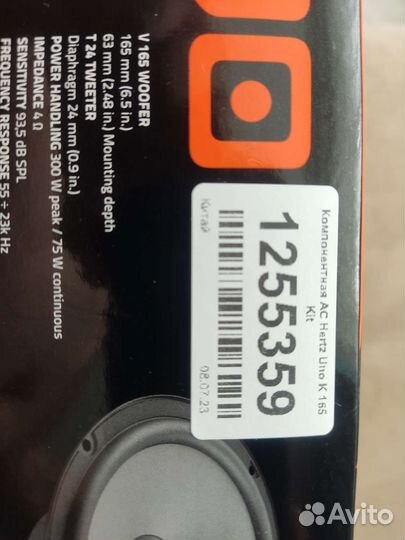 V 165 WOOFER
165 mm (6.5 in.)
63 mm (2.48 in.) Mounting depth
T 24 TWEETER
Diaphragm 24 mm (0.9 in.)
POWER HANDLING 300 W peak / 75 W continuous
IMPEDANCE 4 Ω
SENSITIVITY 93,5 dB SPL
FREQUENCY RESPONSE 55 ÷ 23k Hz
Компонентная АС Hertz Uno K 165
Kit
1255359
Китай
08.07.23
Avito